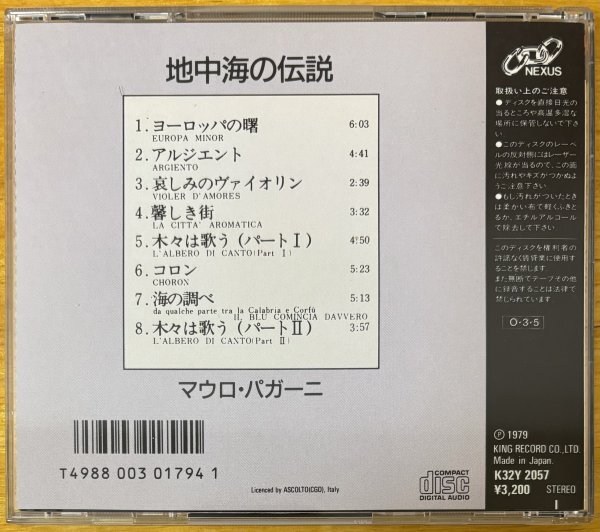 地中海の伝説
1. ヨーロッパの曙 6:03
EUROPA MINOR
2. アルジェント 4:41
ARGIENTO
3. 哀しみのヴァイオリン 2:39
VIOLER D'AMORES
4. 馨しき街 3:32
LA CITTA' AROMATICA
5. 木々は歌う (パートⅠ) 4:50
L'ALBERO DI CANTO (Part Ⅰ)
6. コロン 5:23
CHORON
7. 海の調べ 5:13
da qualche parte tra la Calabria e Corfù
IL BLU COMINCIA DAVVERO
8. 木々は歌う (パートⅡ) 3:57
L'ALBERO DI CANTO (Part Ⅱ)
マウロ・パガーニ
T4988 003 01794 1
Licenced by ASCOLTO(CGD), Italy
COMPACT
disc
DIGITAL AUDIO
NEXUS
取扱い上のご注意
●ディスクを直接日光の
当るところや高温多湿な
場所に保管しないで下さ
い
●このディスクのレーベ
ルの反対側にはレーザー
光線が当るので、この面に
汚れやキズがつかぬよ
うご注意下さい
●もし汚れがついたとき
は柔かい布で軽くふきと
るか、エチルアルコール
で除去して下さい
このディスクを権利者の
許諾なく賃貸業に使用す
ることを禁じます
また無断でテープその他
に録音することは法律で
禁じられています
O・3・5
Ⓟ 1979
KING RECORD CO.,LTD.
Made in Japan.
K32Y 2057
¥3,200 STEREO
I